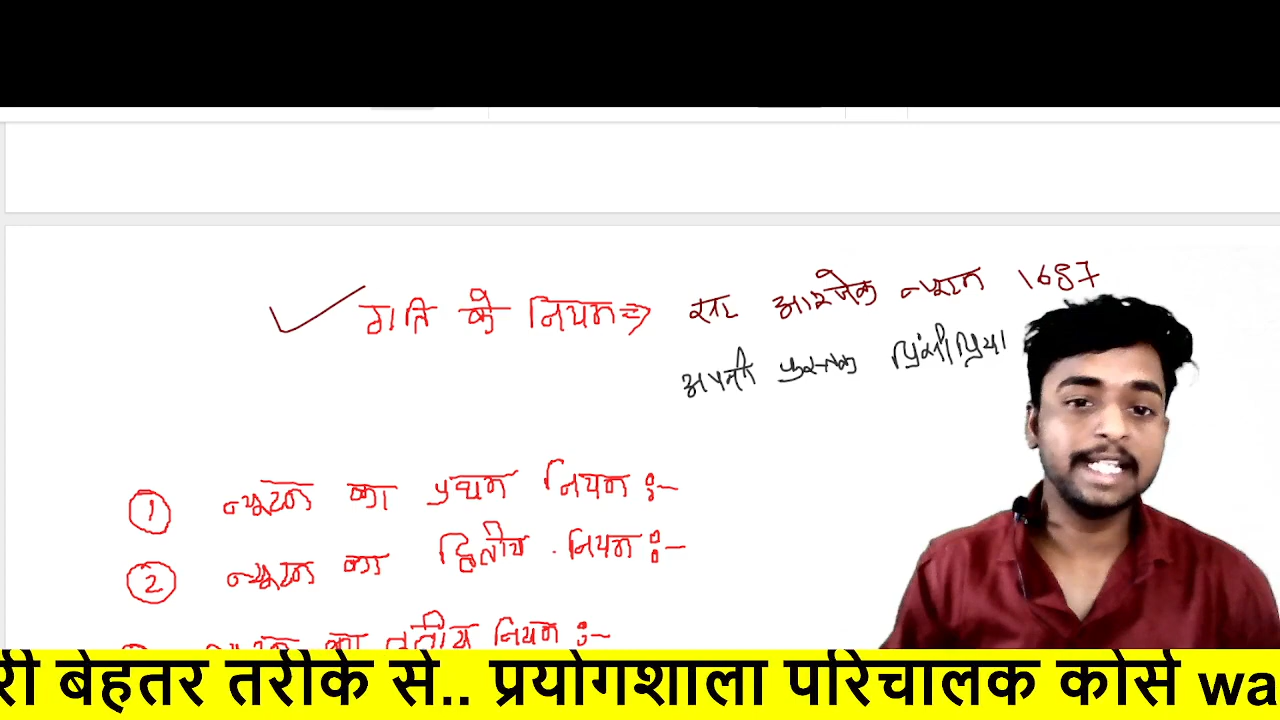 गति के नियम ⇒ सर आइजेक न्यूटन 1687
अपनी पुस्तक प्रिंसीपिया
1 न्यूटन का प्रथम नियम :-
2 न्यूटन का द्वितीय नियम :-
न्यूटन का तृतीय नियम :-
री बेहतर तरीके से.. प्रयोगशाला परिचालक कोर्स wa